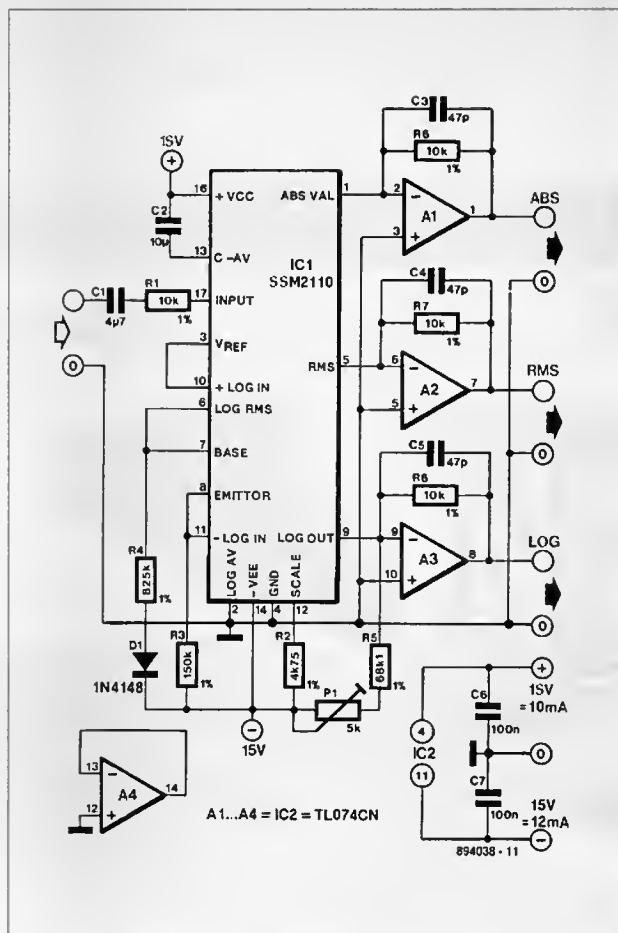 C3
47p
R6
10k
1%
15V
+
16
+ VCC
ABS VAL
1
2
−
A1
1
ABS
3
+
0
C2
10µ
13
C -AV
IC1
SSM2110
C1
4µ7
R1
10k
1%
17
INPUT
C4
47p
R7
10k
1%
3
VREF
10
+ LOG IN
RMS
5
6
−
A2
7
RMS
5
+
0
0
6
LOG RMS
7
BASE
C5
47p
R6
10k
1%
8
EMITTOR
11
- LOG IN
LOG OUT
9
9
−
A3
8
LOG
10
+
0
LOG AV
-VEE
GND
SCALE
2
14
4
12
R4
825k
1%
D1
1N4148
R3
150k
1%
R2
4k75
1%
R5
68k1
1%
P1
5k
−
15V
13
−
A4
14
12
+
A1...A4 = IC2 = TL074CN
+
15V
= 10mA
C6
100n
4
IC2
0
11
C7
100n
15V
= 12mA
−
894038 - 11